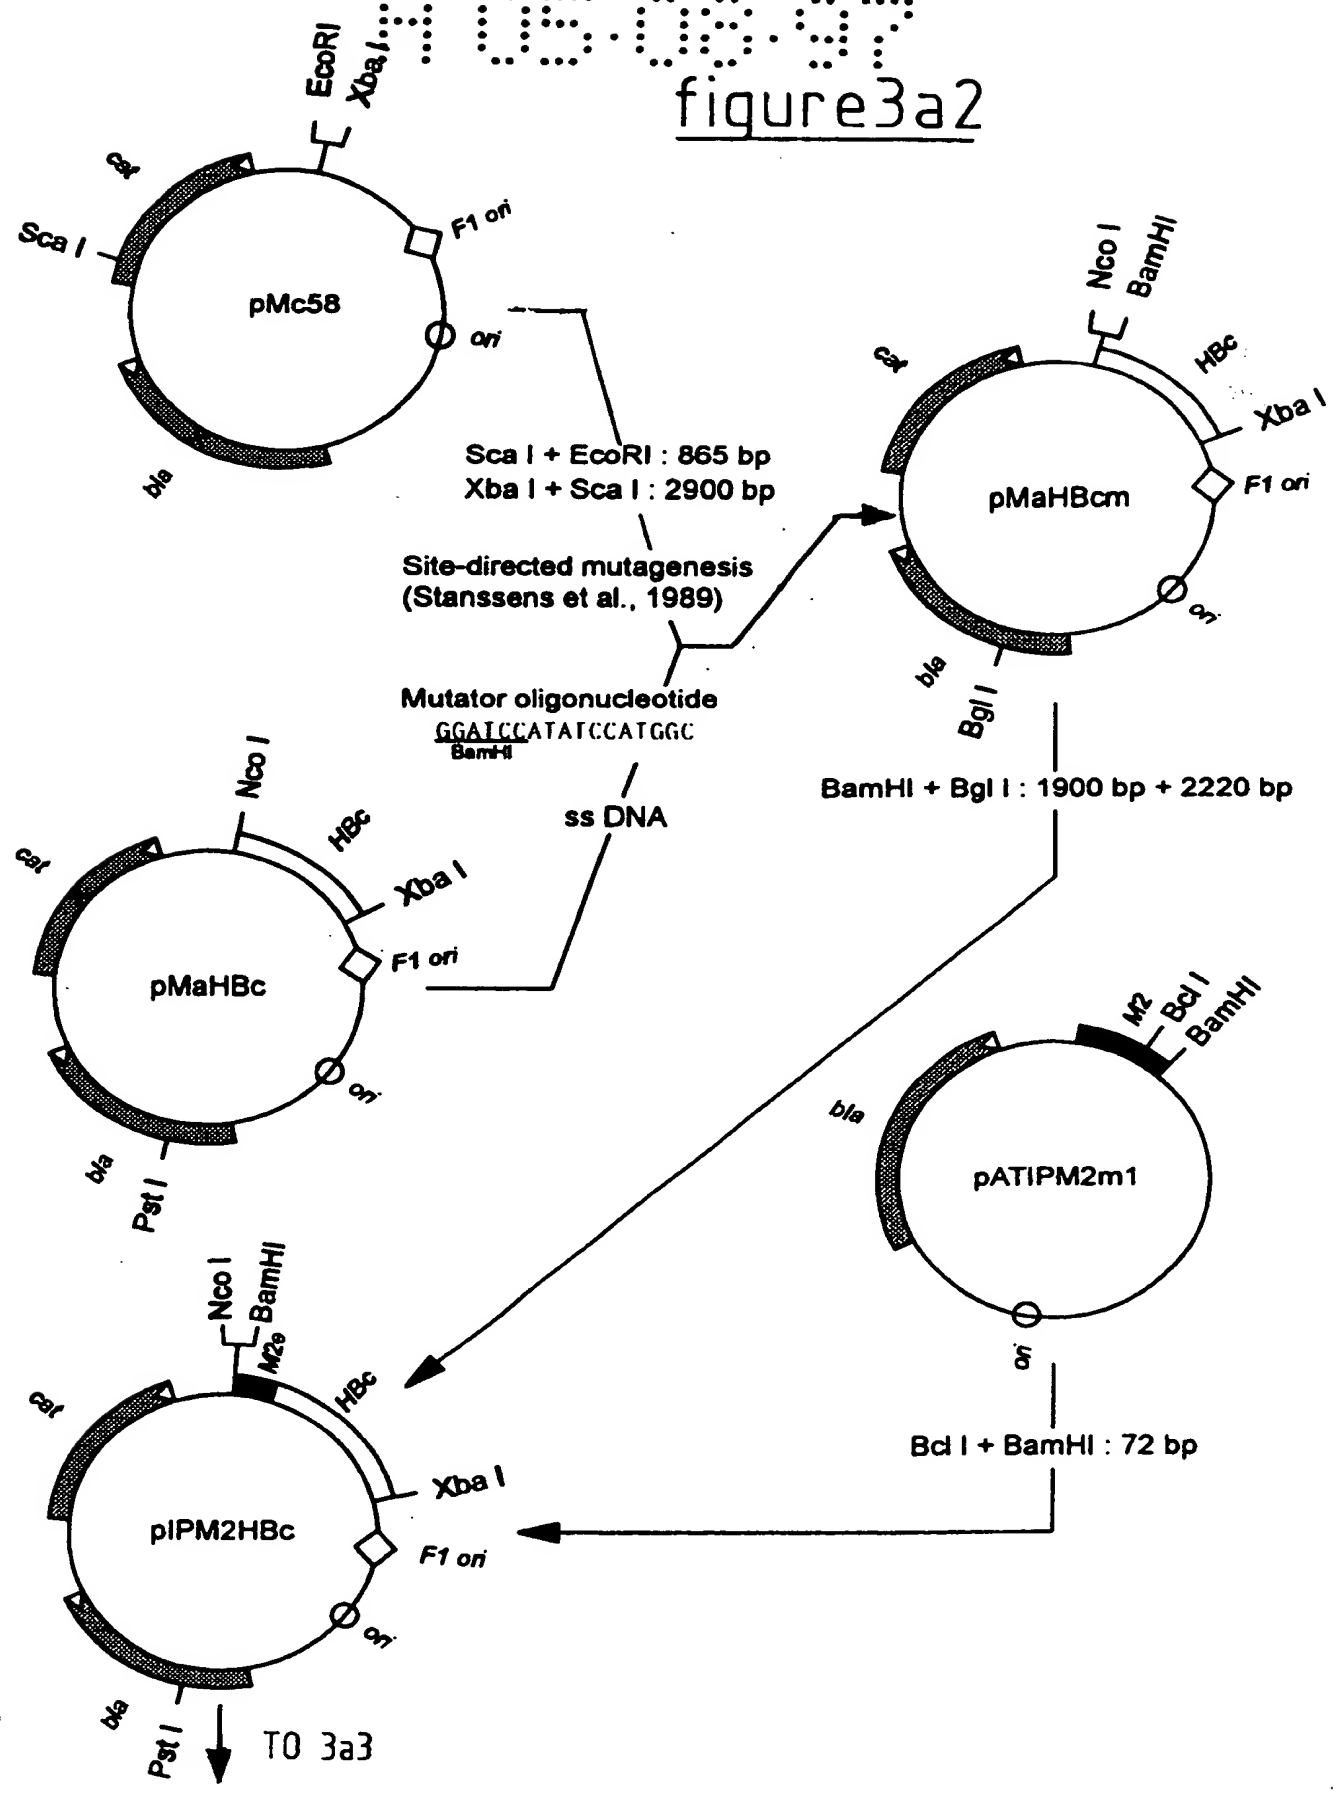 A 05·08·97
figure3a2
EcoRI
Xba I
cat
Sca I
F1 ori
pMc58
ori
bla
Sca I + EcoRI : 865 bp
Xba I + Sca I : 2900 bp
Site-directed mutagenesis
(Stanssens et al., 1989)
Mutator oligonucleotide
GGATCCATATCCATGGC
BamHI
ss DNA
Nco I
BamHI
cat
HBc
Xba I
F1 ori
pMaHBcm
ori
bla
Bgl I
BamHI + Bgl I : 1900 bp + 2220 bp
Nco I
cat
HBc
Xba I
F1 ori
pMaHBc
ori
bla
Pst I
M2
Bcl I
BamHI
bla
pATIPM2m1
ori
Bcl I + BamHI : 72 bp
Nco I
BamHI
M2e
cat
HBc
Xba I
pIPM2HBc
F1 ori
ori
bla
Pst I
TO 3a3